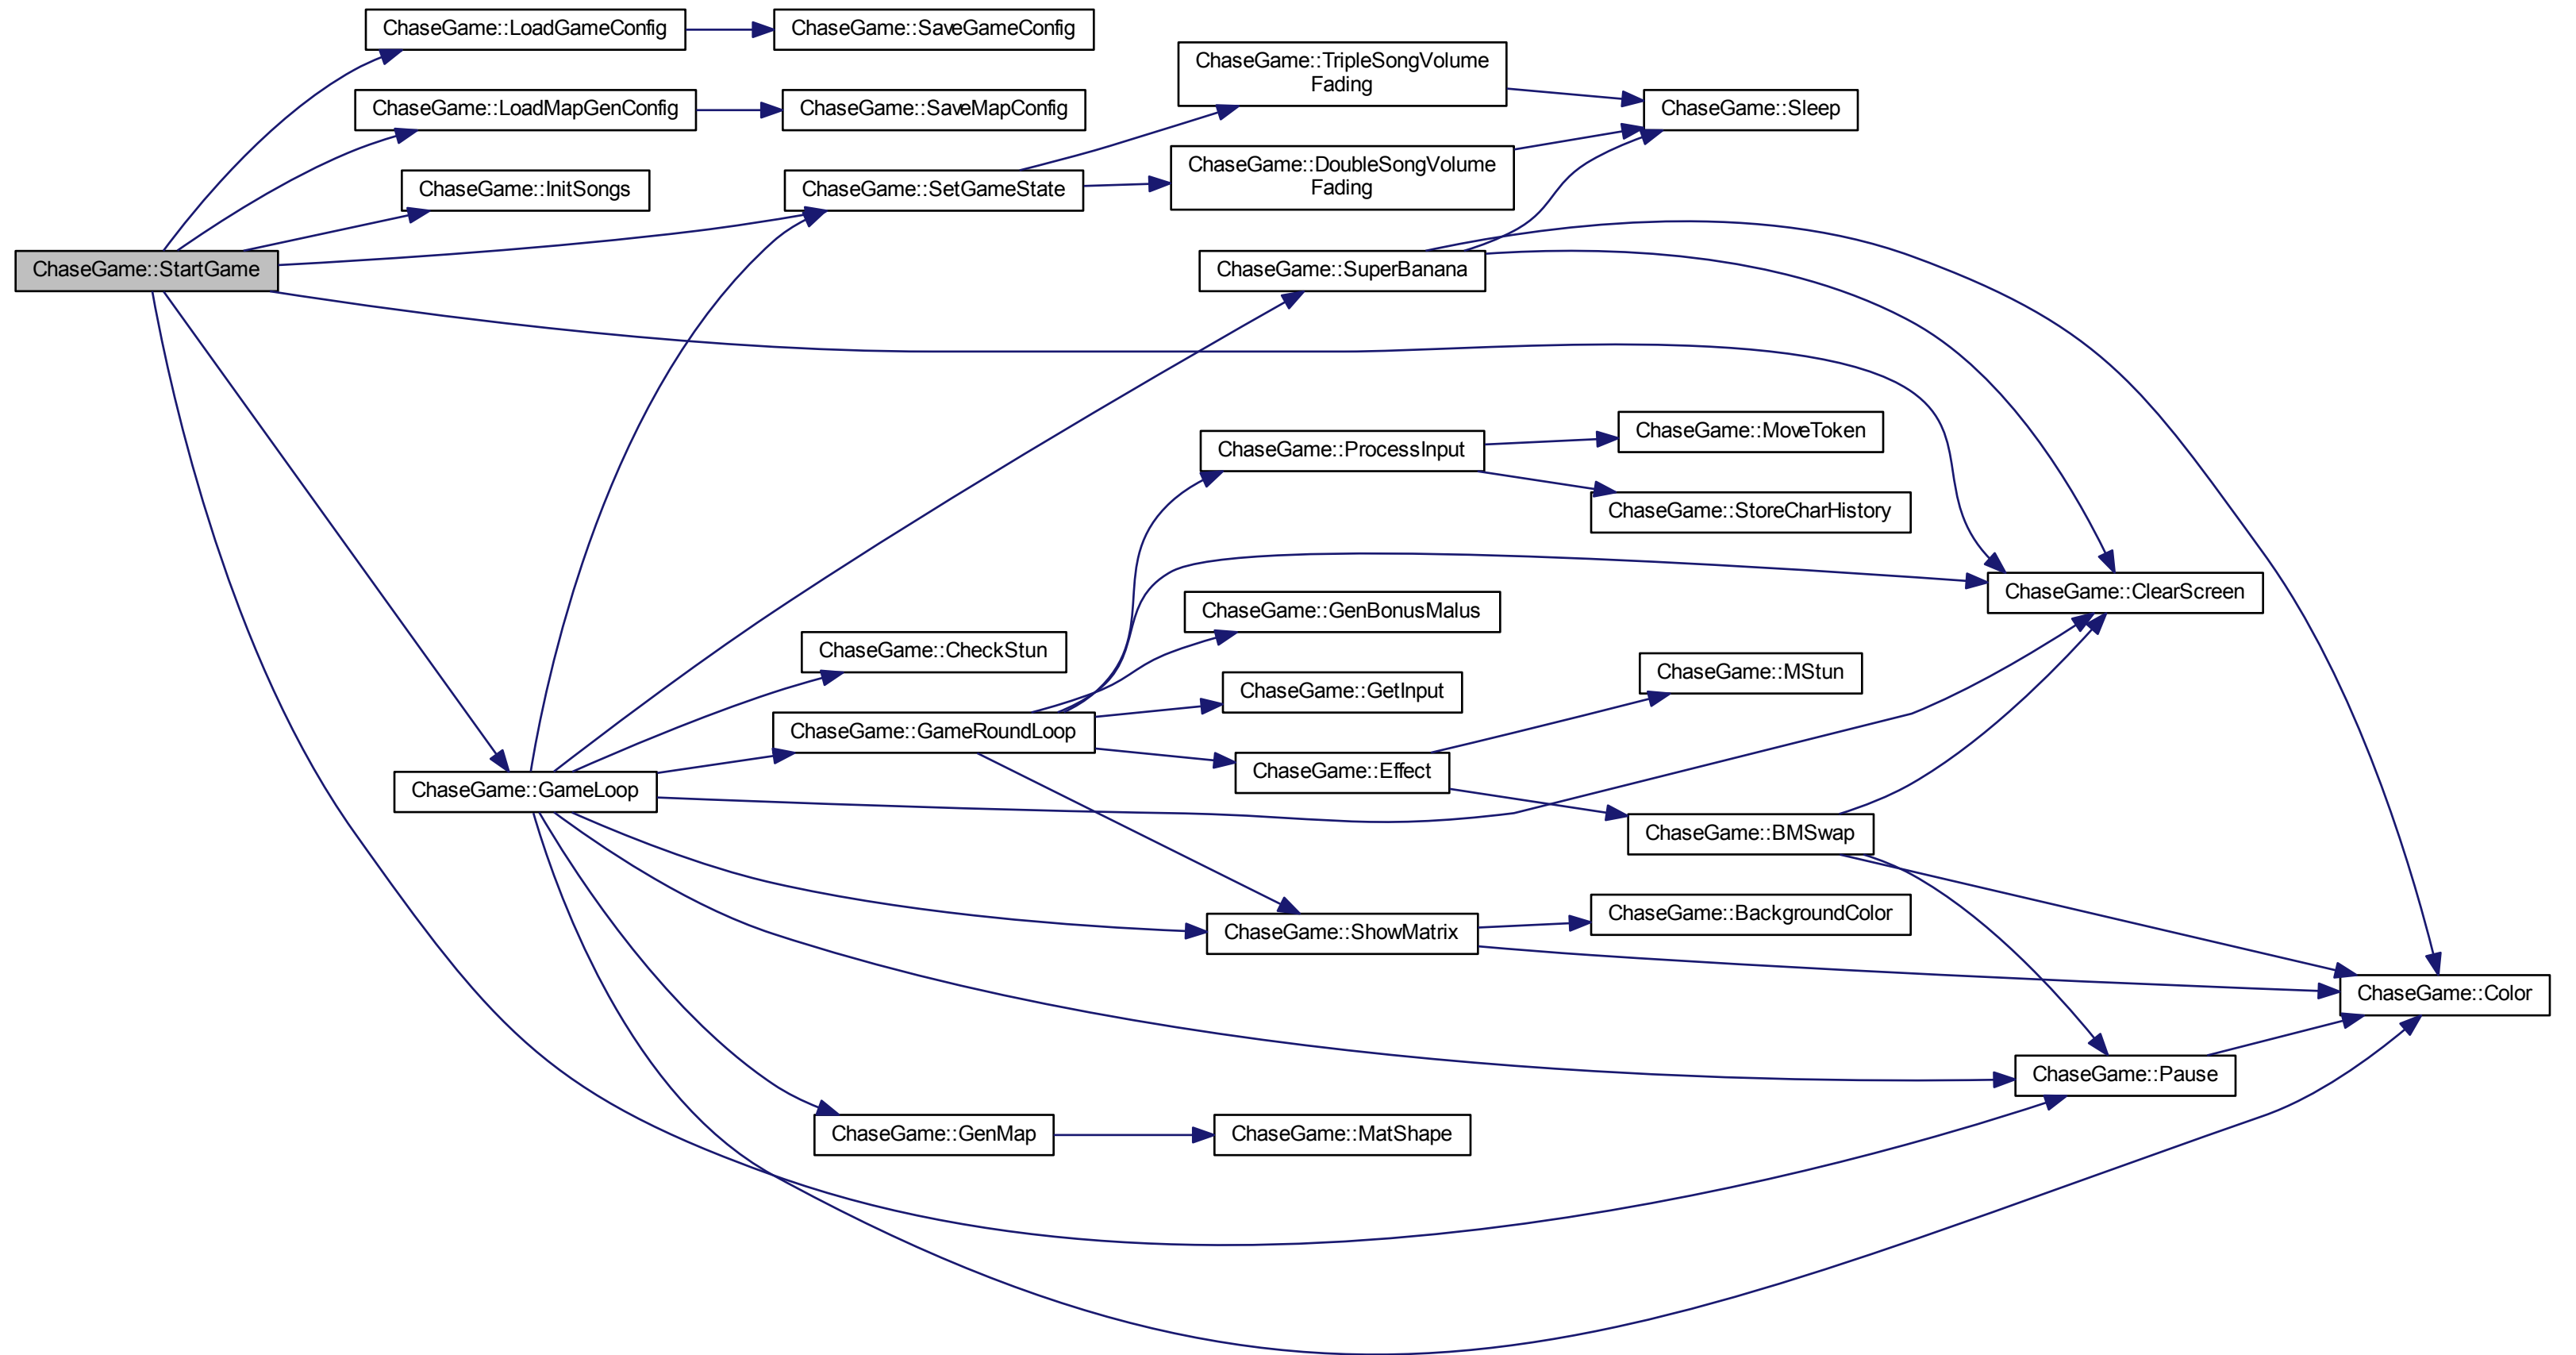 ChaseGame::LoadGameConfig
ChaseGame::SaveGameConfig
ChaseGame::TripleSongVolume
Fading
ChaseGame::LoadMapGenConfig
ChaseGame::SaveMapConfig
ChaseGame::Sleep
ChaseGame::InitSongs
ChaseGame::SetGameState
ChaseGame::DoubleSongVolume
Fading
ChaseGame::StartGame
ChaseGame::SuperBanana
ChaseGame::ProcessInput
ChaseGame::MoveToken
ChaseGame::StoreCharHistory
ChaseGame::ClearScreen
ChaseGame::GenBonusMalus
ChaseGame::CheckStun
ChaseGame::GetInput
ChaseGame::MStun
ChaseGame::GameRoundLoop
ChaseGame::Effect
ChaseGame::GameLoop
ChaseGame::BMSwap
ChaseGame::ShowMatrix
ChaseGame::BackgroundColor
ChaseGame::Color
ChaseGame::Pause
ChaseGame::GenMap
ChaseGame::MatShape